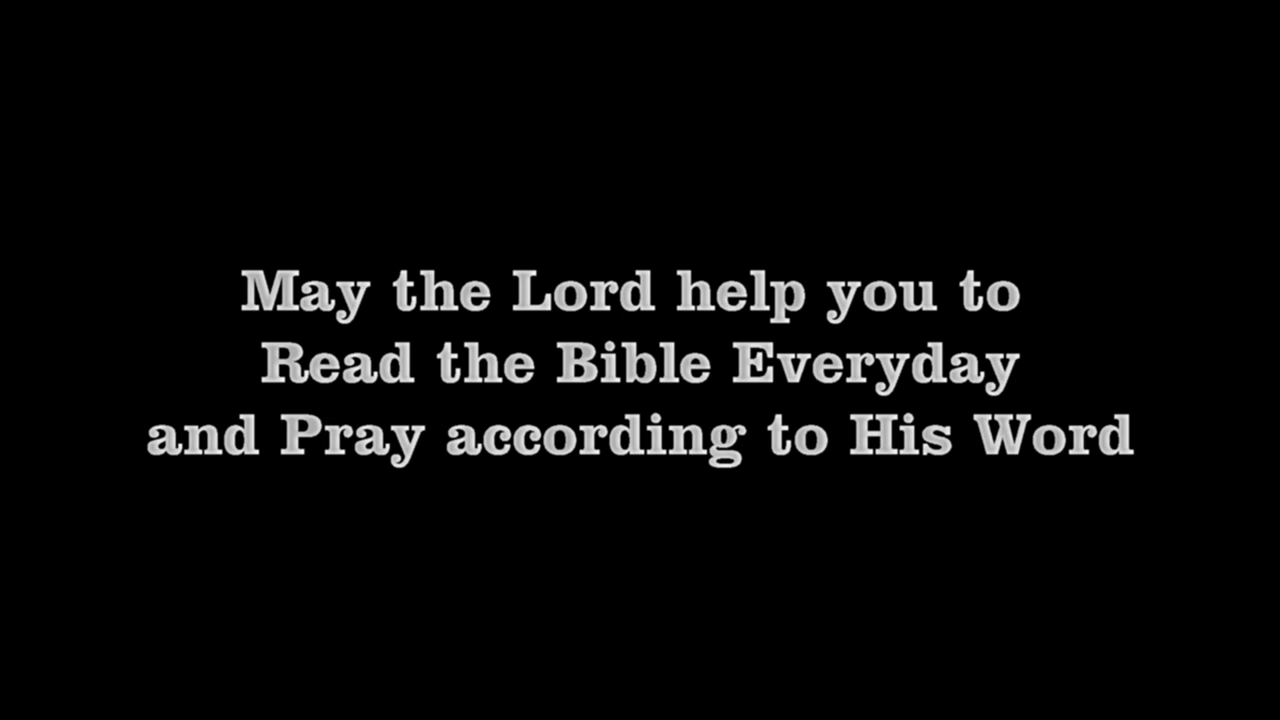 May the Lord help you to
Read the Bible Everyday
and Pray according to His Word